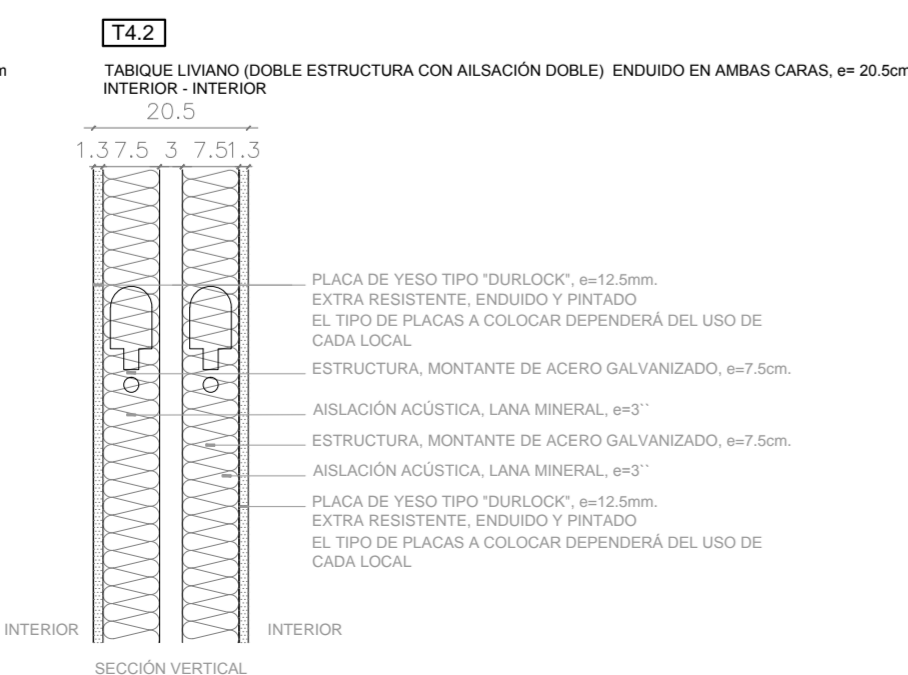 T4.2
m
TABIQUE LIVIANO (DOBLE ESTRUCTURA CON AILSACIÓN DOBLE) ENDUIDO EN AMBAS CARAS, e= 20.5cm
INTERIOR - INTERIOR
20.5
1.3 7.5 3 7.5 1.3
PLACA DE YESO TIPO "DURLOCK", e=12.5mm.
EXTRA RESISTENTE, ENDUIDO Y PINTADO
EL TIPO DE PLACAS A COLOCAR DEPENDERÁ DEL USO DE
CADA LOCAL
ESTRUCTURA, MONTANTE DE ACERO GALVANIZADO, e=7.5cm.
AISLACIÓN ACÚSTICA, LANA MINERAL, e=3``
ESTRUCTURA, MONTANTE DE ACERO GALVANIZADO, e=7.5cm.
AISLACIÓN ACÚSTICA, LANA MINERAL, e=3``
PLACA DE YESO TIPO "DURLOCK", e=12.5mm.
EXTRA RESISTENTE, ENDUIDO Y PINTADO
EL TIPO DE PLACAS A COLOCAR DEPENDERÁ DEL USO DE
CADA LOCAL
INTERIOR INTERIOR
SECCIÓN VERTICAL